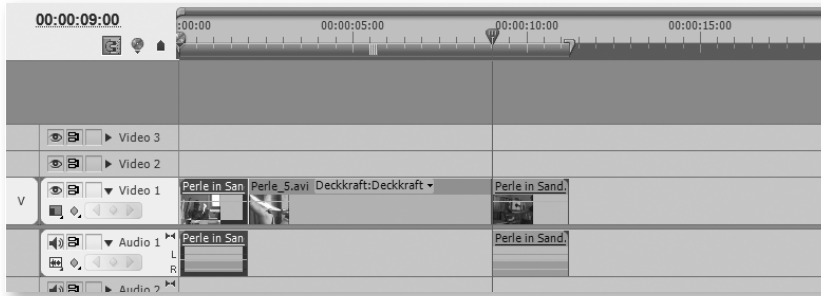 00:00:09:00
:00:00 00:00:05:00 00:00:10:00 00:00:15:00
Video 3
Video 2
V Video 1 Perle in San Perle_5.avi Deckkraft:Deckkraft Perle in Sand.
Audio 1 Perle in San Perle in Sand.
L
R
Audio 2